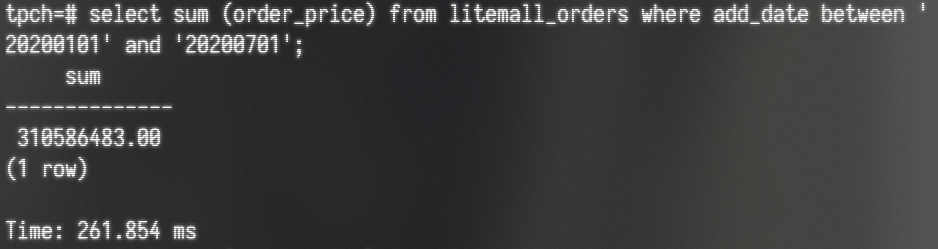 tpch=# select sum (order_price) from litemall_orders where add_date between '
20200101' and '20200701';
sum
--------------
310586483.00
(1 row)
Time: 261.854 ms